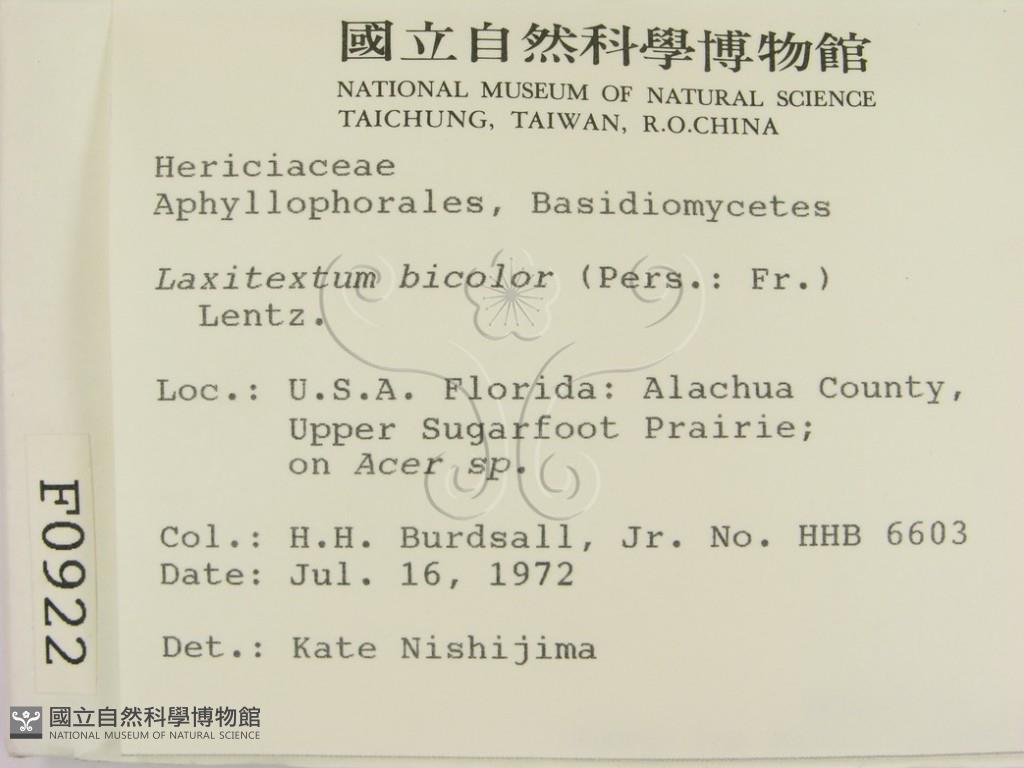 國立自然科學博物館
NATIONAL MUSEUM OF NATURAL SCIENCE
TAICHUNG, TAIWAN, R.O.CHINA
Hericiaceae
Aphyllophorales, Basidiomycetes
Laxitextum bicolor (Pers.: Fr.)
Lentz.
Loc.: U.S.A. Florida: Alachua County,
Upper Sugarfoot Prairie;
on Acer sp.
Col.: H.H. Burdsall, Jr. No. HHB 6603
Date: Jul. 16, 1972
Det.: Kate Nishijima
F0922
國立自然科學博物館
NATIONAL MUSEUM OF NATURAL SCIENCE